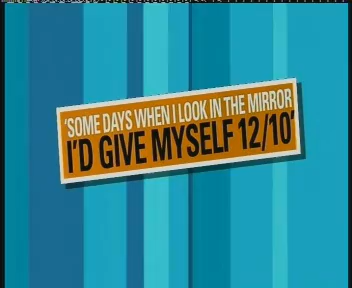 'SOME DAYS WHEN I LOOK IN THE MIRROR
I'D GIVE MYSELF 12/10'